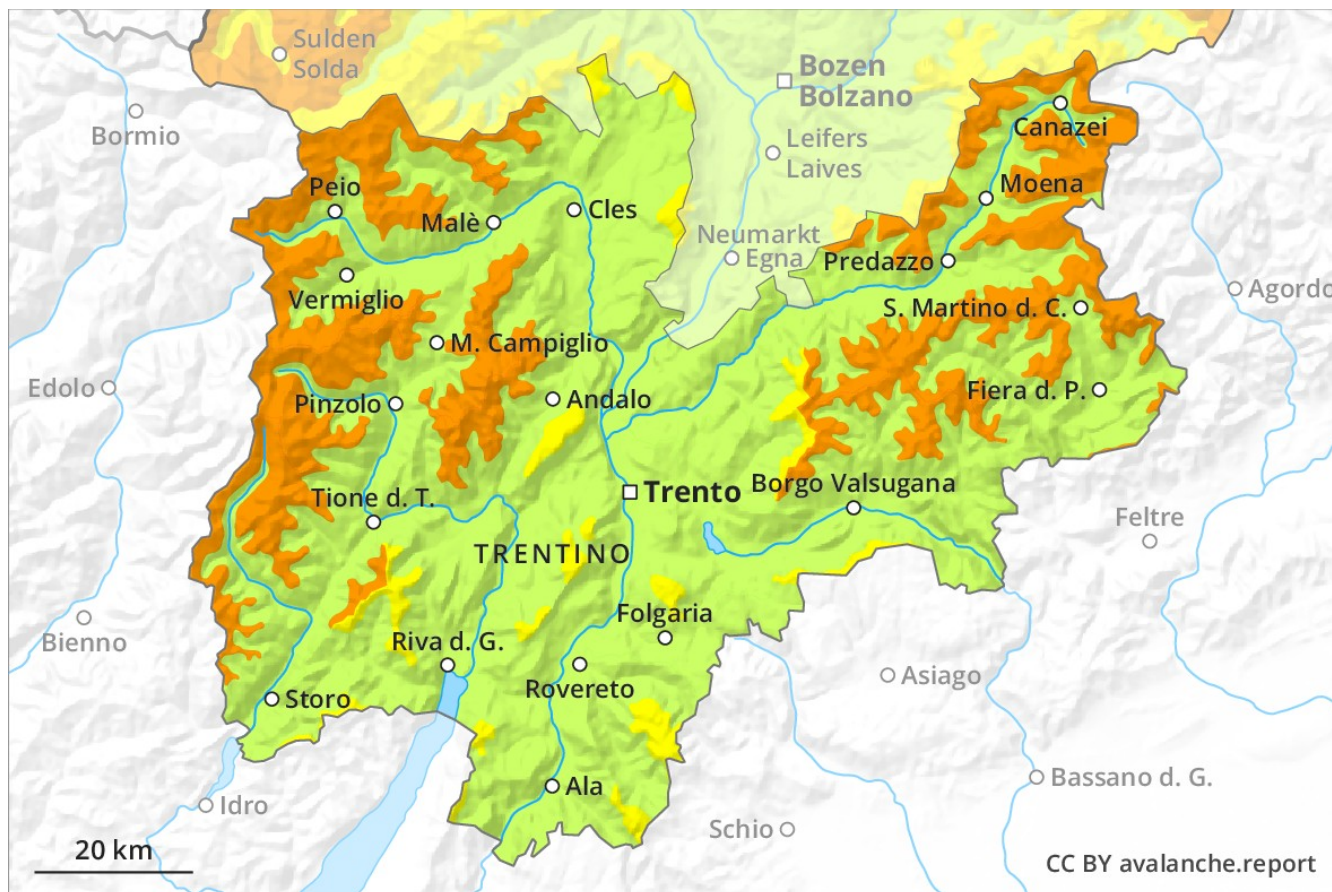 Sulden
Solda
Bozen
Bolzano
Bormio
Canazei
Leifers
Laives
Peio
Moena
Malè
Cles
Neumarkt
Egna
Predazzo
Vermiglio
Agordo
S. Martino d. C.
M. Campiglio
Edolo
Pinzolo
Andalo
Fiera d. P.
Trento
Borgo Valsugana
Tione d. T.
Feltre
TRENTINO
Folgaria
Bienno
Riva d. G.
Asiago
Rovereto
Storo
Bassano d. G.
Ala
Idro
Schio
20 km
CC BY avalanche.report